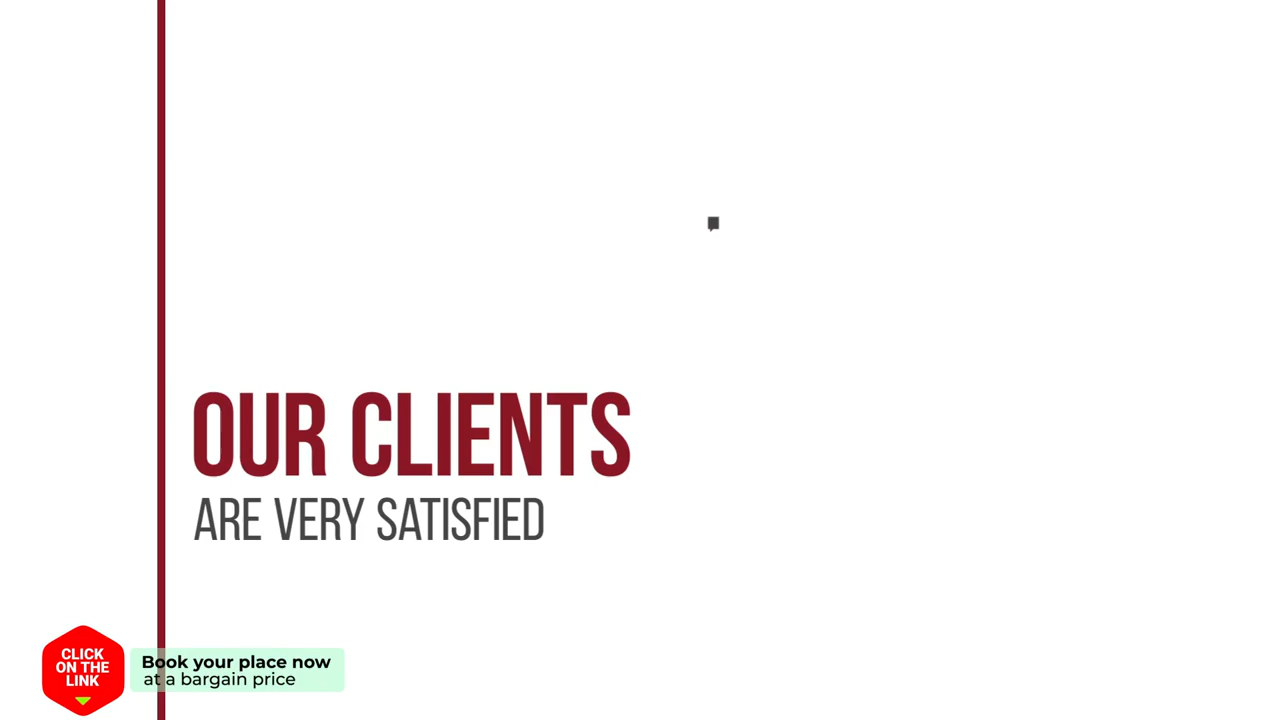 OUR CLIENTS
ARE VERY SATISFIED
CLICK
ON THE
LINK
Book your place now
at a bargain price